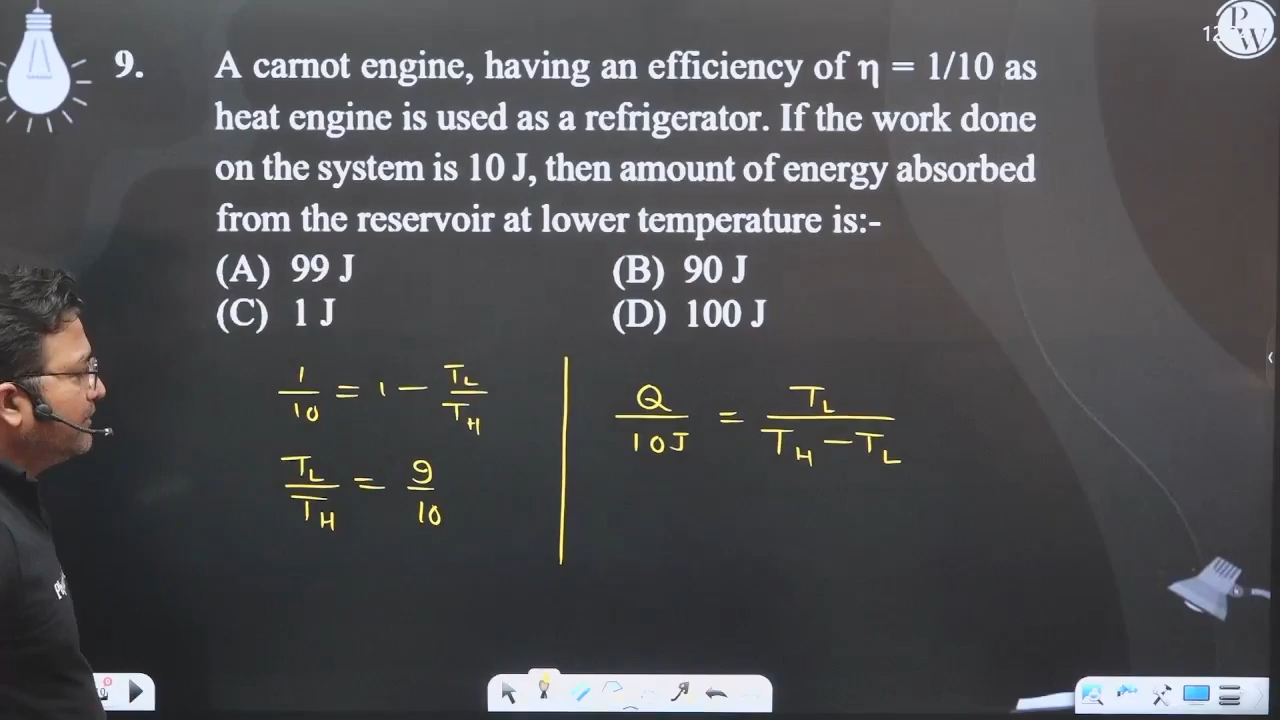 PW
9. A carnot engine, having an efficiency of η = 1/10 as
heat engine is used as a refrigerator. If the work done
on the system is 10 J, then amount of energy absorbed
from the reservoir at lower temperature is:-
(A) 99 J (B) 90 J
(C) 1 J (D) 100 J
1/10 = 1 - T_L/T_H
T_L/T_H = 9/10
Q/10J = T_L/(T_H - T_L)